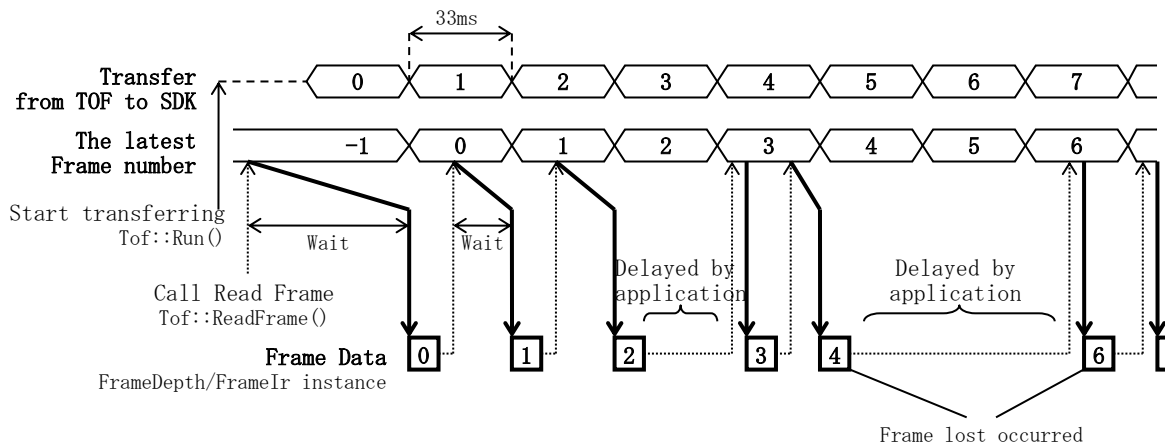 33ms
Transfer
from TOF to SDK
0 1 2 3 4 5 6 7
The latest
Frame number
-1 0 1 2 3 4 5 6
Start transferring
Tof::Run()
Wait
Wait
Call Read Frame
Tof::ReadFrame()
Delayed by
application
Delayed by
application
Frame Data
FrameDepth/FrameIr instance
0 1 2 3 4 6
Frame lost occurred